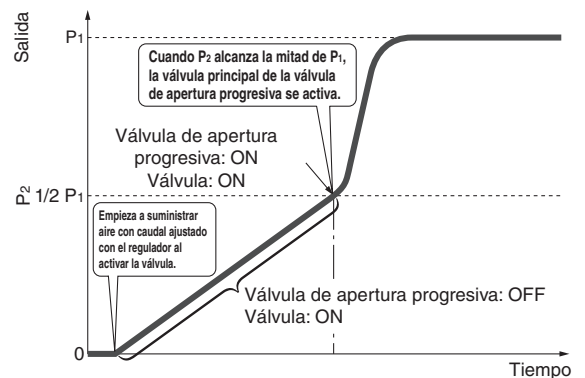 Salida
P1
Cuando P2 alcanza la mitad de P1,
la válvula principal de la válvula
de apertura progresiva se activa.
Válvula de apertura
progresiva: ON
Válvula: ON
P2
1/2 P1
Empieza a suministrar
aire con caudal ajustado
con el regulador al
activar la válvula.
Válvula de apertura progresiva: OFF
Válvula: ON
0
Tiempo